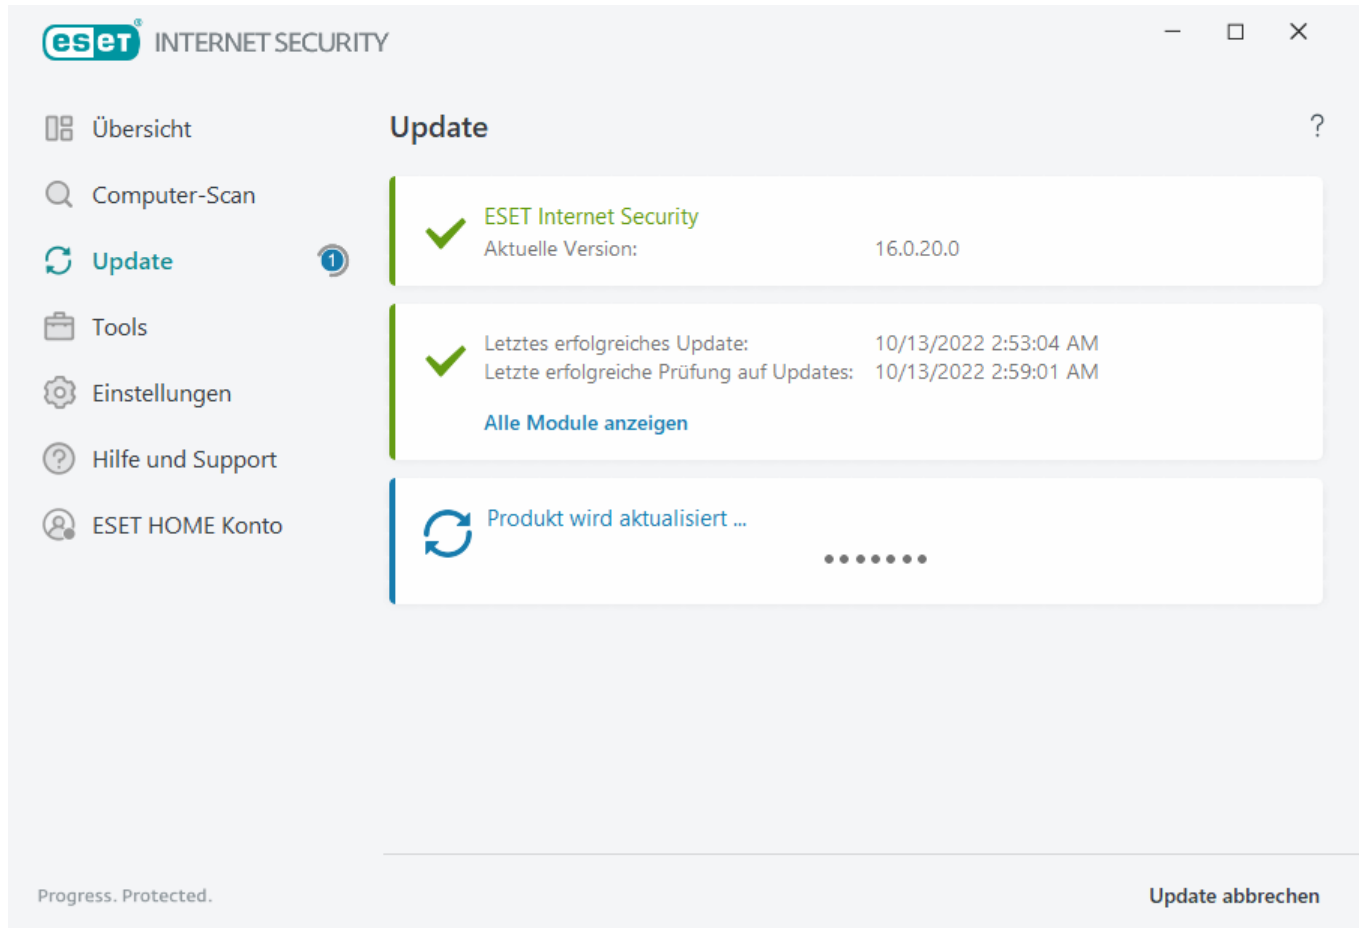 eset® INTERNET SECURITY
Übersicht
Computer-Scan
Update 1
Tools
Einstellungen
Hilfe und Support
ESET HOME Konto
Update ?
ESET Internet Security
Aktuelle Version: 16.0.20.0
Letztes erfolgreiches Update: 10/13/2022 2:53:04 AM
Letzte erfolgreiche Prüfung auf Updates: 10/13/2022 2:59:01 AM
Alle Module anzeigen
Produkt wird aktualisiert ...
Progress. Protected.
Update abbrechen